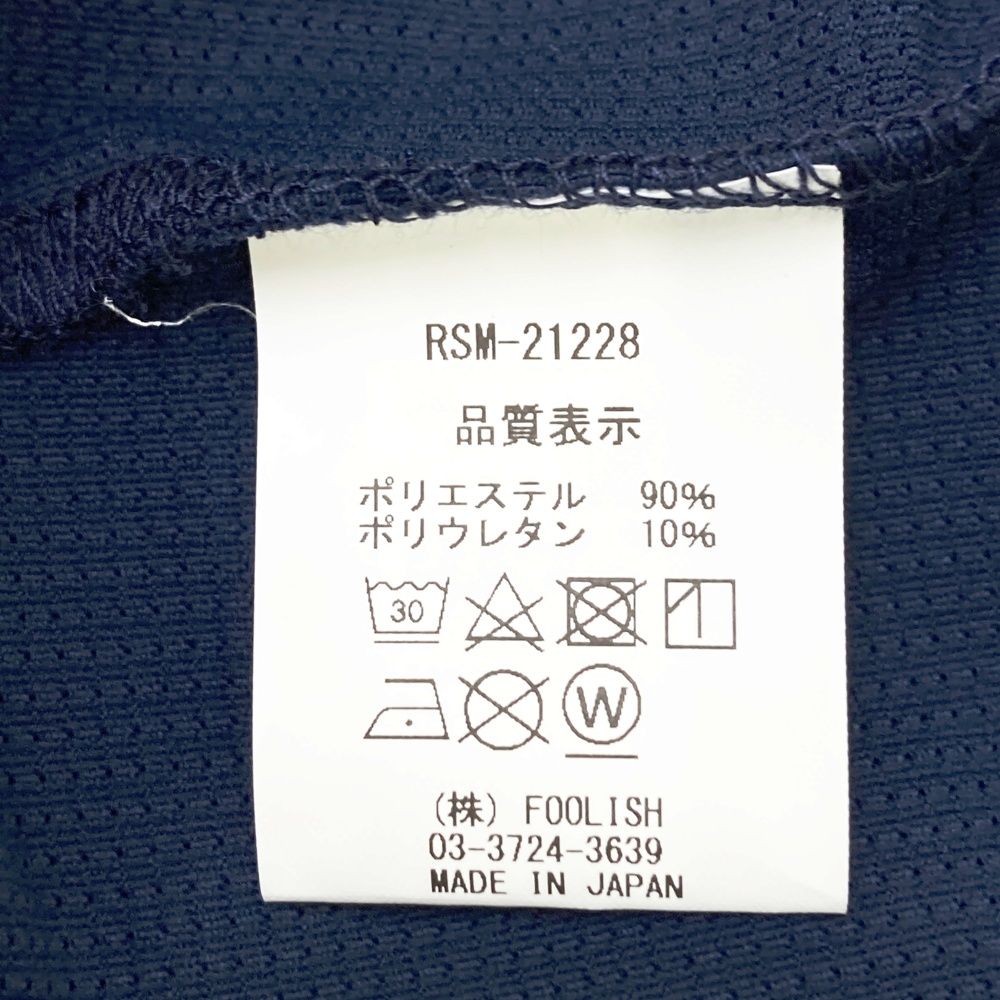 RSM-21228
品質表示
ポリエステル 90%
ポリウレタン 10%
30
W
(株) FOOLISH
03-3724-3639
MADE IN JAPAN